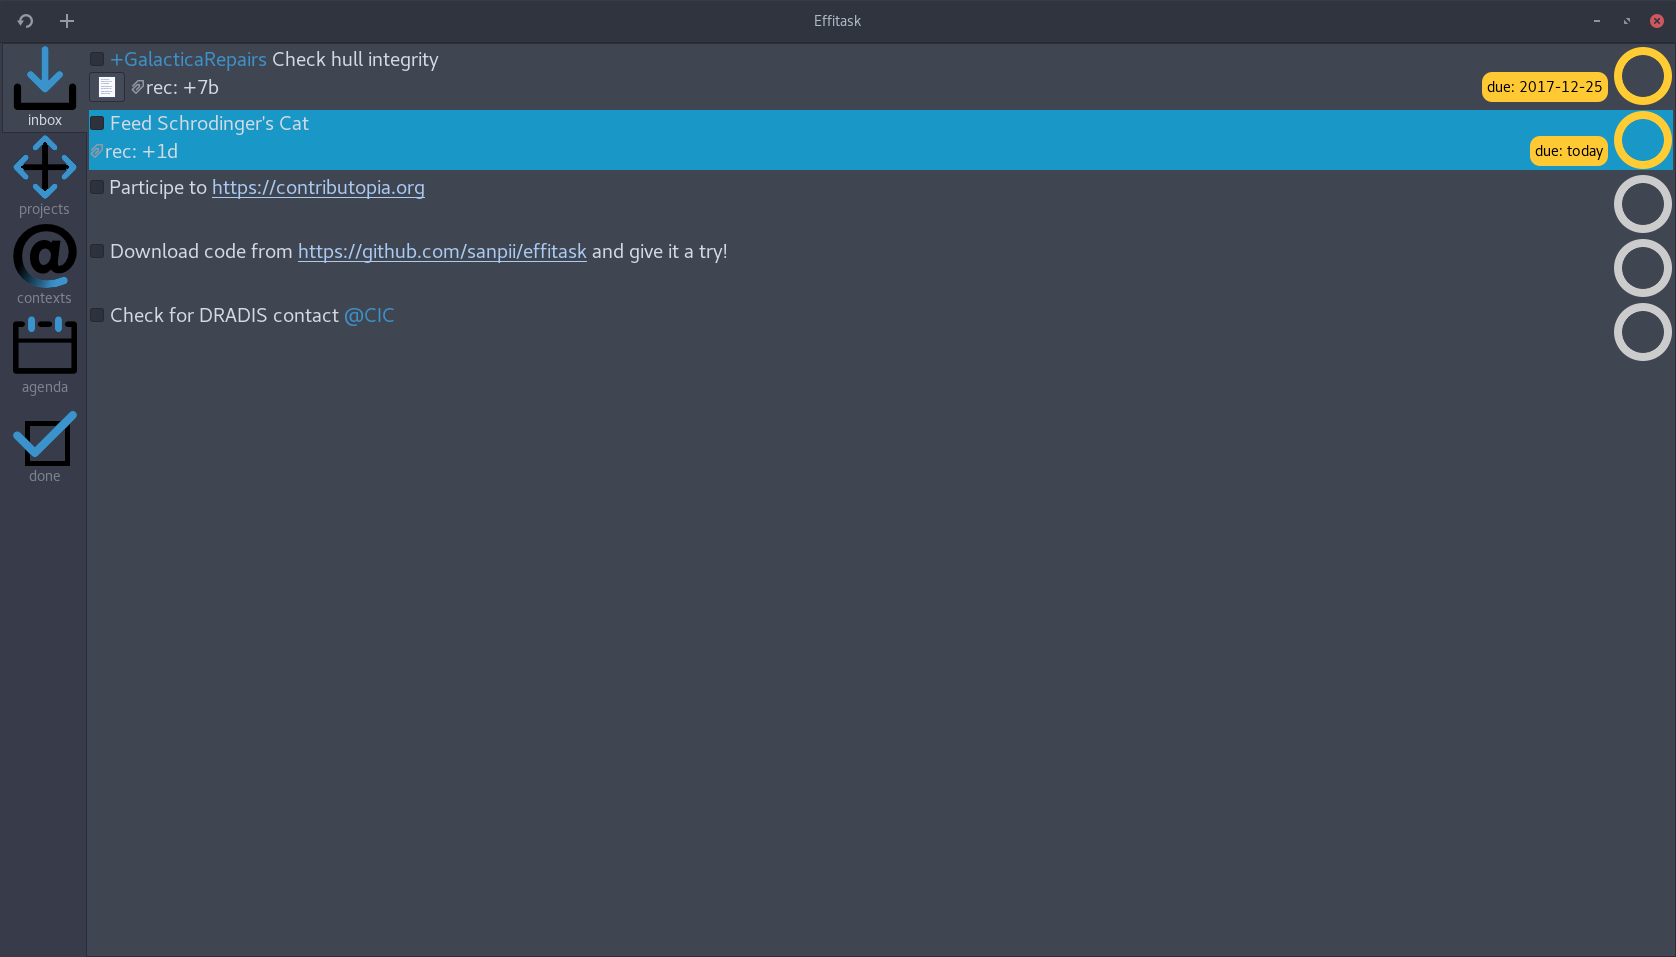 Effitask
inbox
projects
contexts
agenda
done
+GalacticaRepairs Check hull integrity
rec: +7b
due: 2017-12-25
Feed Schrodinger's Cat
rec: +1d
due: today
Participe to https://contributopia.org
Download code from https://github.com/sanpii/effitask and give it a try!
Check for DRADIS contact @CIC